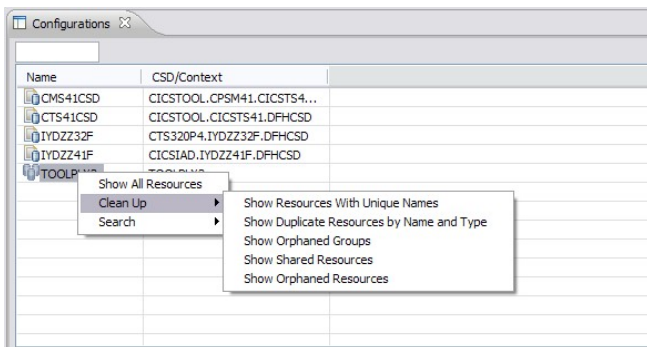 Configurations
Name CSD/Context
CMS41CSD CICSTOOL.CPSM41.CICSTS4...
CTS41CSD CICSTOOL.CICSTS41.DFHCSD
IYDZZ32F CTS320P4.IYDZZ32F.DFHCSD
IYDZZ41F CICSIAD.IYDZZ41F.DFHCSD
Show All Resources
Clean Up
Search
Show Resources With Unique Names
Show Duplicate Resources by Name and Type
Show Orphaned Groups
Show Shared Resources
Show Orphaned Resources